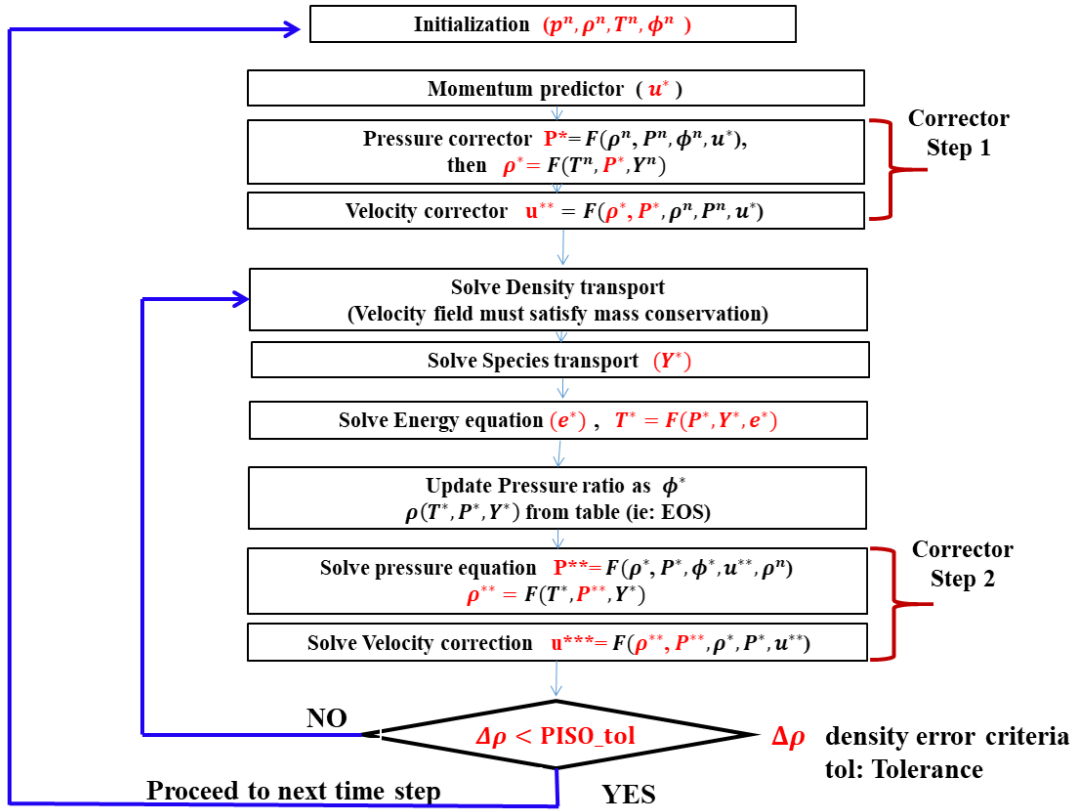 Initialization (pⁿ, ρⁿ, Tⁿ, ϕⁿ )
Momentum predictor ( u* )
Pressure corrector P*= F(ρⁿ, Pⁿ, ϕⁿ, u*),
then ρ*= F(Tⁿ, P*, Yⁿ)
Velocity corrector u** = F(ρ*, P*, ρⁿ, Pⁿ, u*)
Corrector
Step 1
Solve Density transport
(Velocity field must satisfy mass conservation)
Solve Species transport (Y*)
Solve Energy equation (e*) , T* = F(P*, Y*, e*)
Update Pressure ratio as ϕ*
ρ(T*, P*, Y*) from table (ie: EOS)
Solve pressure equation P**= F(ρ*, P*, ϕ*, u**, ρⁿ)
ρ** = F(T*, P**, Y*)
Solve Velocity correction u***= F(ρ**, P**, ρ*, P*, u**)
Corrector
Step 2
NO
Δρ < PISO_tol
Δρ density error criteria
tol: Tolerance
Proceed to next time step
YES